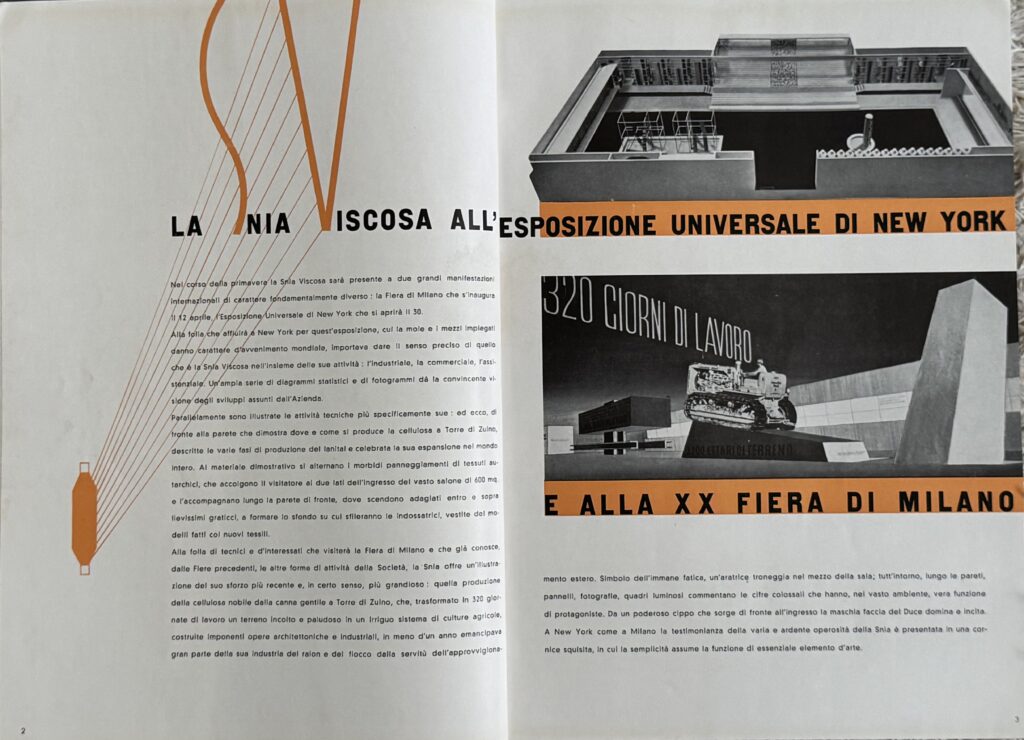 LA SNIA VISCOSA ALL'ESPOSIZIONE UNIVERSALE DI NEW YORK
Nel corso della primavera la Snia Viscosa sarà presente a due grandi manifestazioni
internazionali di carattere fondamentalmente diverso : la Fiera di Milano che s'inaugura
il 12 aprile, l'Esposizione Universale di New York che si aprirà il 30.
Alla folla che affluirà a New York per quest'esposizione, cui la mole e i mezzi impiegati
danno carattere d'avvenimento mondiale, importava dare il senso preciso di quello
che è la Snia Viscosa nell'insieme delle sue attività : l'industriale, la commerciale, l'assi-
stenziale. Un'ampia serie di diagrammi statistici e di fotogrammi dà la convincente vi-
sione degli sviluppi assunti dall'Azienda.
Parallelamente sono illustrate le attività tecniche più specificamente sue : ed ecco, di
fronte alla parete che dimostra dove e come si produce la cellulosa a Torre di Zuino,
descritte le varie fasi di produzione del lanital e celebrata la sua espansione nel mondo
intero. Al materiale dimostrativo si alternano i morbidi panneggiamenti di tessuti au-
tarchici, che accolgono il visitatore ai due lati dell'ingresso del vasto salone di 600 mq.
e l'accompagnano lungo la parete di fronte, dove scendono adagiati entro e sopra
lievissimi graticci, a formare lo sfondo su cui sfileranno le indossatrici, vestite dei mo-
delli fatti coi nuovi tessili.
Alla folla di tecnici e d'interessati che visiterà la Fiera di Milano e che già conosce,
dalle Fiere precedenti, le altre forme di attività della Società, la Snia offre un'illustra-
zione del suo sforzo più recente e, in certo senso, più grandioso : quella produzione
della cellulosa nobile dalla canna gentile a Torre di Zuino, che, trasformato in 320 gior-
nate di lavoro un terreno incolto e paludoso in un irriguo sistema di culture agricole,
costruite imponenti opere architettoniche e industriali, in meno d'un anno emancipava
gran parte della sua industria del raion e del fiocco dalla servitù dell'approvvigiona-
2
320 GIORNI DI LAVORO
ETTARI DI TERRENO
E ALLA XX FIERA DI MILANO
mento estero. Simbolo dell'immane fatica, un'aratrice troneggia nel mezzo della sala; tutt'intorno, lungo le pareti,
pannelli, fotografie, quadri luminosi commentano le cifre colossali che hanno, nel vasto ambiente, vera funzione
di protagoniste. Da un poderoso cippo che sorge di fronte all'ingresso la maschia faccia del Duce domina e incita.
A New York come a Milano la testimonianza della varia e ardente operosità della Snia è presentata in una cor-
nice squisita, in cui la semplicità assume la funzione di essenziale elemento d'arte.
3